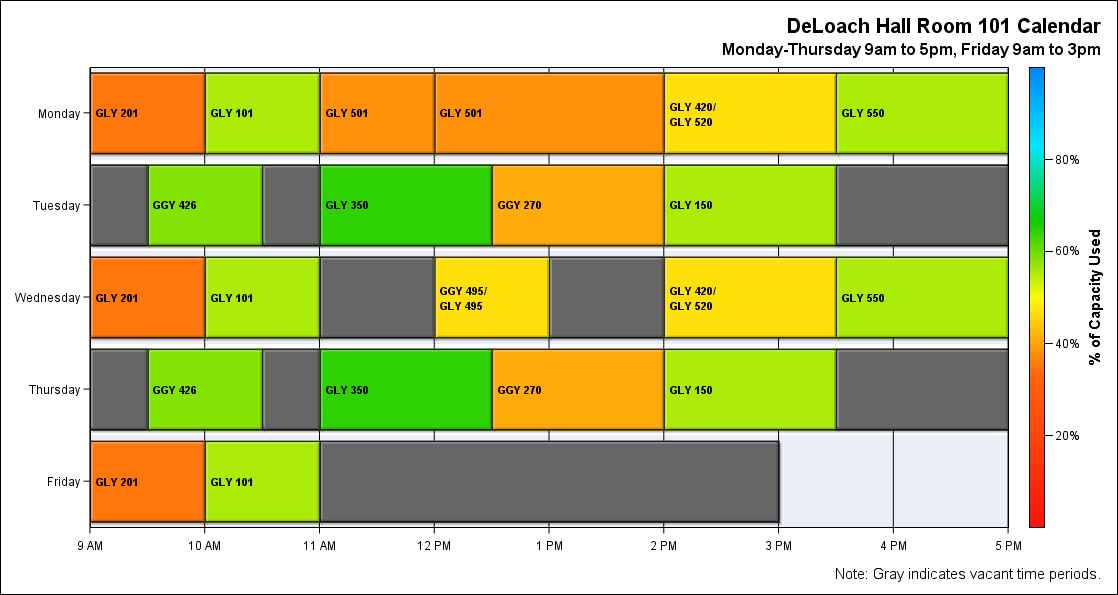 DeLoach Hall Room 101 Calendar
Monday-Thursday 9am to 5pm, Friday 9am to 3pm
Monday
GLY 201
GLY 101
GLY 501
GLY 501
GLY 420/
GLY 520
GLY 550
Tuesday
GGY 426
GLY 350
GGY 270
GLY 150
Wednesday
GLY 201
GLY 101
GGY 495/
GLY 495
GLY 420/
GLY 520
GLY 550
Thursday
GGY 426
GLY 350
GGY 270
GLY 150
Friday
GLY 201
GLY 101
9 AM
10 AM
11 AM
12 PM
1 PM
2 PM
3 PM
4 PM
5 PM
80%
60%
40%
20%
% of Capacity Used
Note: Gray indicates vacant time periods.